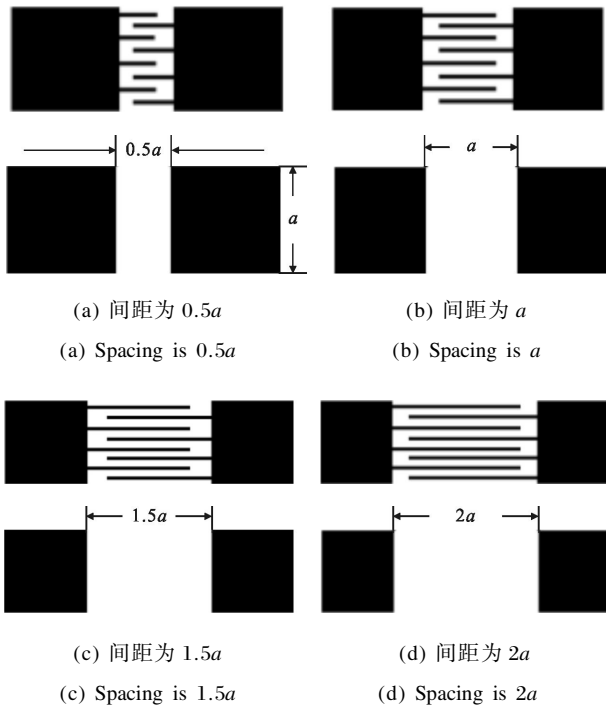 0.5a
a
a
(a) 间距为 0.5a
(a) Spacing is 0.5a
(b) 间距为 a
(b) Spacing is a
1.5a
2a
(c) 间距为 1.5a
(c) Spacing is 1.5a
(d) 间距为 2a
(d) Spacing is 2a